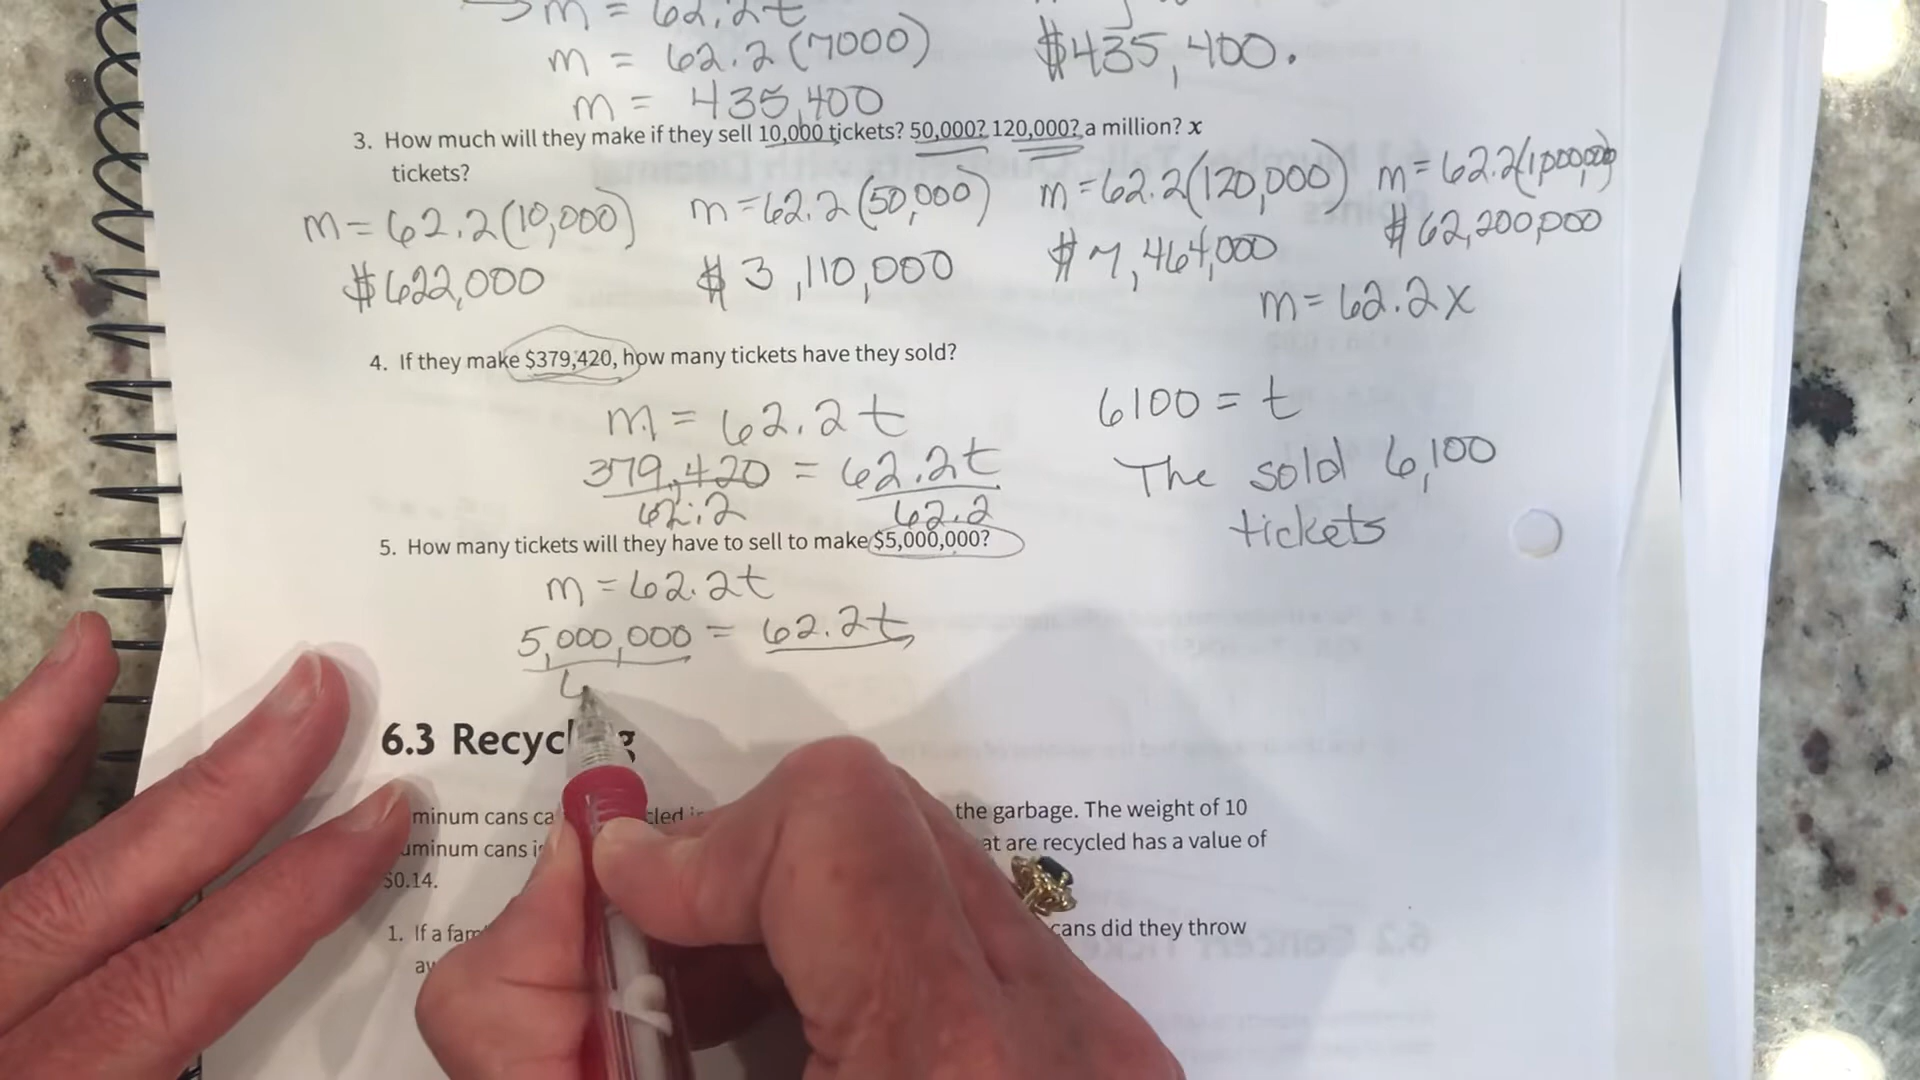 m = 62.2t
m = 62.2(7000)
$435,400.
m = 435,400
3. How much will they make if they sell 10,000 tickets? 50,000? 120,000? a million? x
tickets?
m = 62.2(10,000)
$622,000
m = 62.2(50,000)
$3,110,000
m = 62.2(120,000)
$7,464,000
m = 62.2(1,000,000)
$62,200,000
m = 62.2x
4. If they make $379,420, how many tickets have they sold?
m = 62.2t
379,420 = 62.2t
62.2 62.2
6100 = t
The sold 6,100
tickets
5. How many tickets will they have to sell to make $5,000,000?
m = 62.2t
5,000,000 = 62.2t
6
6.3
minum cans ca the garbage. The weight of 10
uminum cans at are recycled has a value of
$0.14.
1. If a cans did they throw